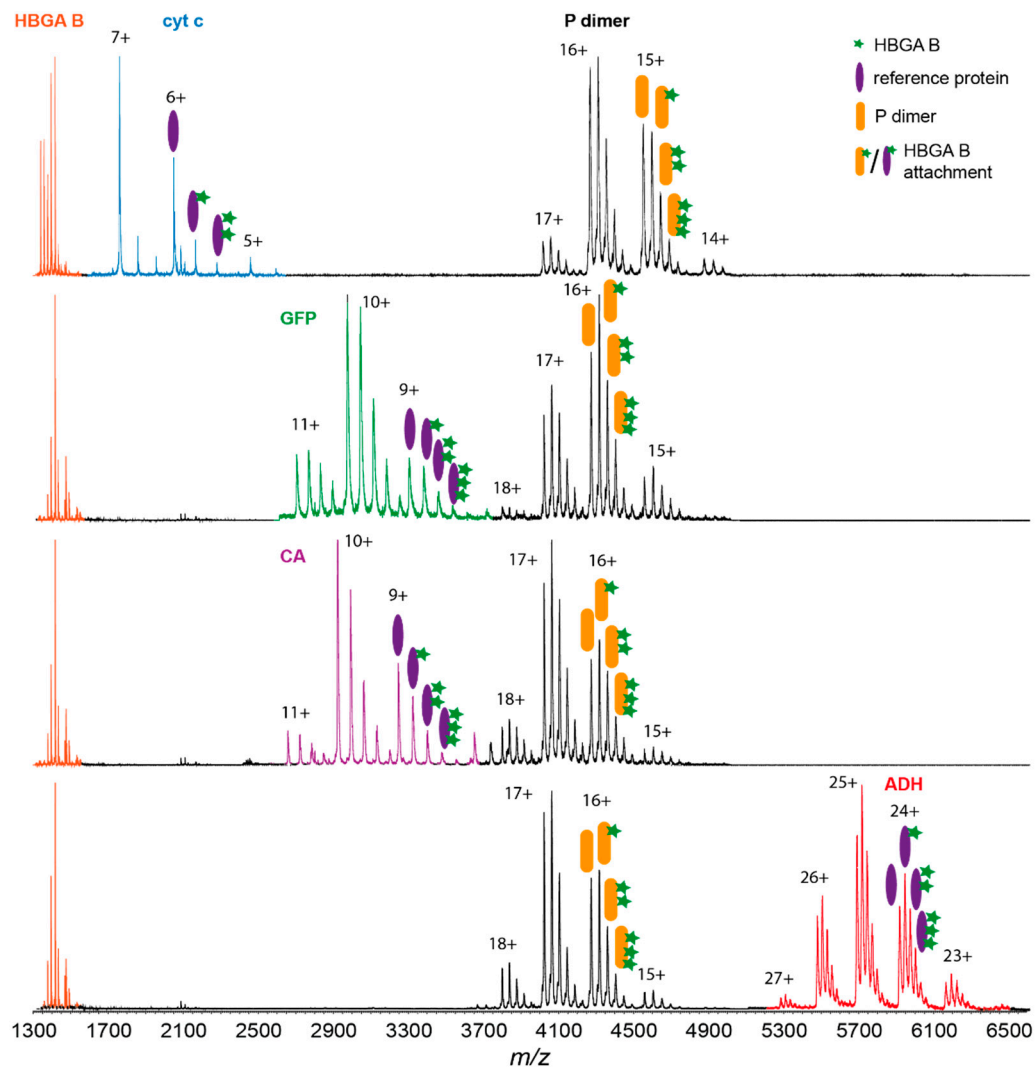 HBGA B
cyt c
P dimer
7+
6+
5+
17+
16+
15+
14+
HBGA B
reference protein
P dimer
/
HBGA B
attachment
GFP
11+
10+
9+
18+
17+
16+
15+
CA
11+
10+
9+
18+
17+
16+
15+
ADH
18+
17+
16+
15+
27+
26+
25+
24+
23+
1300 1700 2100 2500 2900 3300 3700 4100 4500 4900 5300 5700 6100 6500
m/z